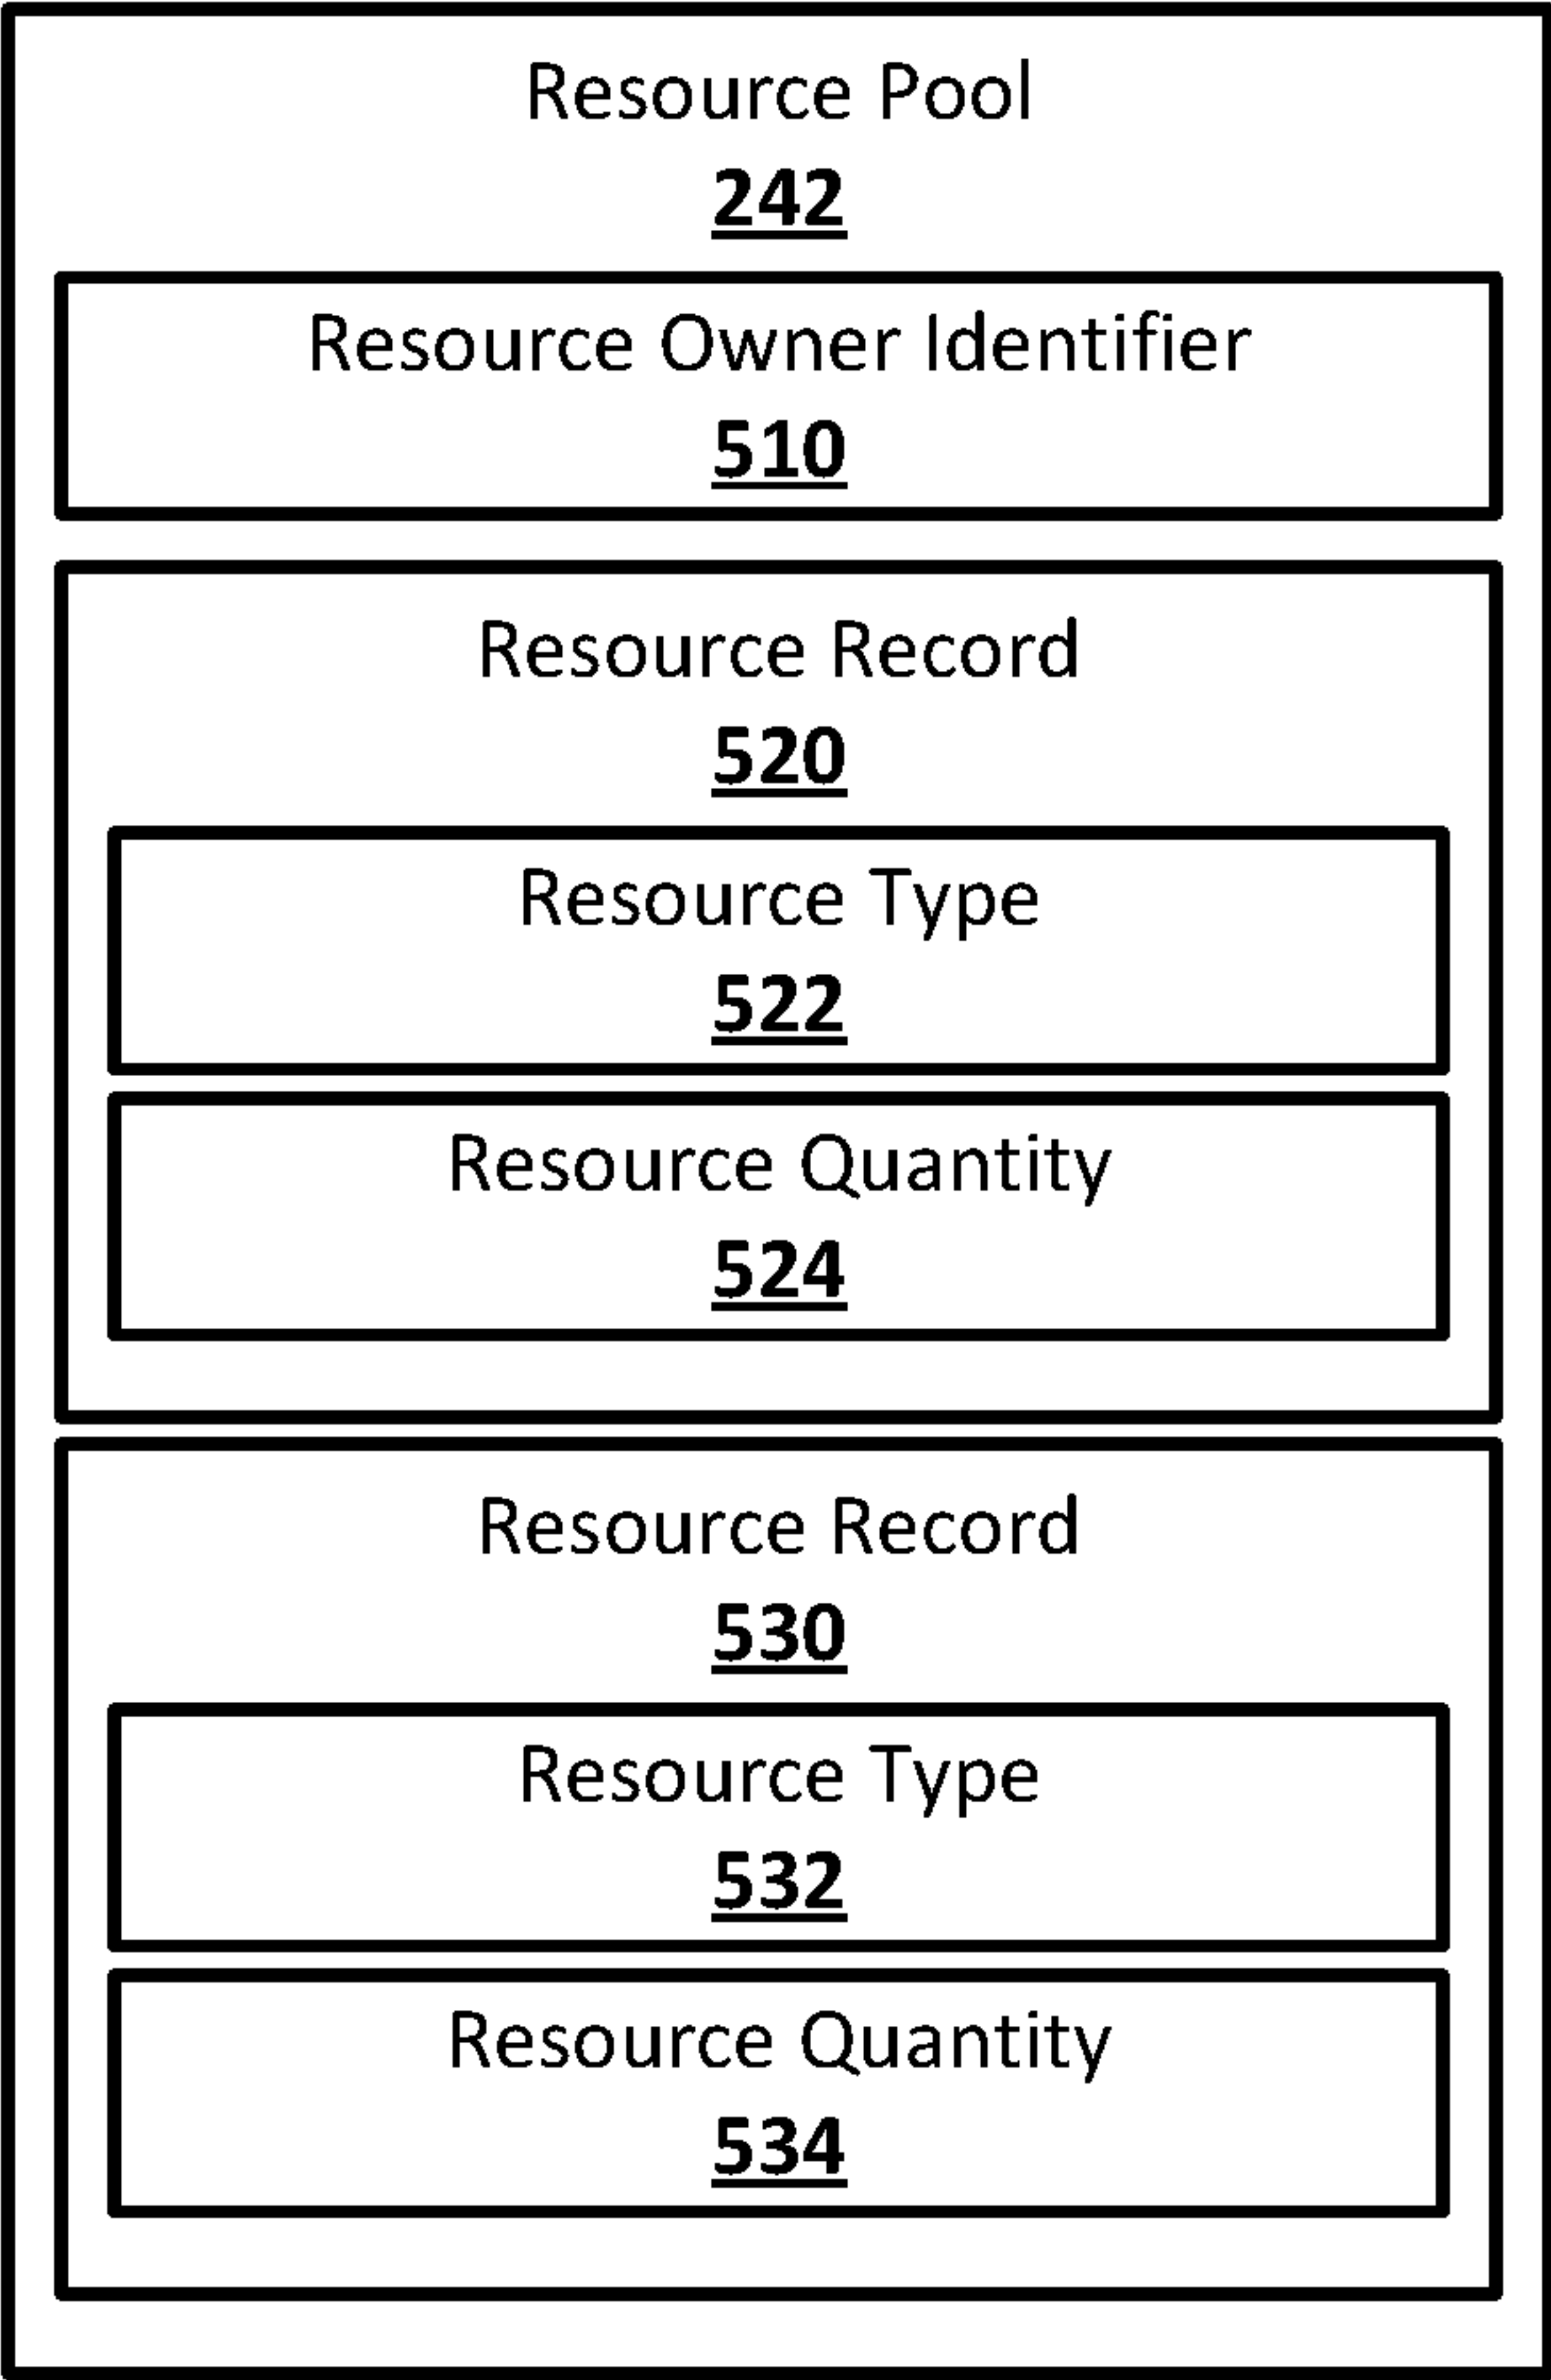 Resource Pool
242
Resource Owner Identifier
510
Resource Record
520
Resource Type
522
Resource Quantity
524
Resource Record
530
Resource Type
532
Resource Quantity
534